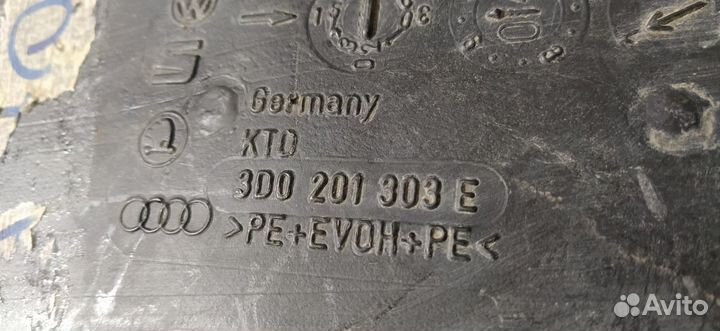 Germany
KTO
3D0 201 303 E
>PE+EVOH+PE<
Avito